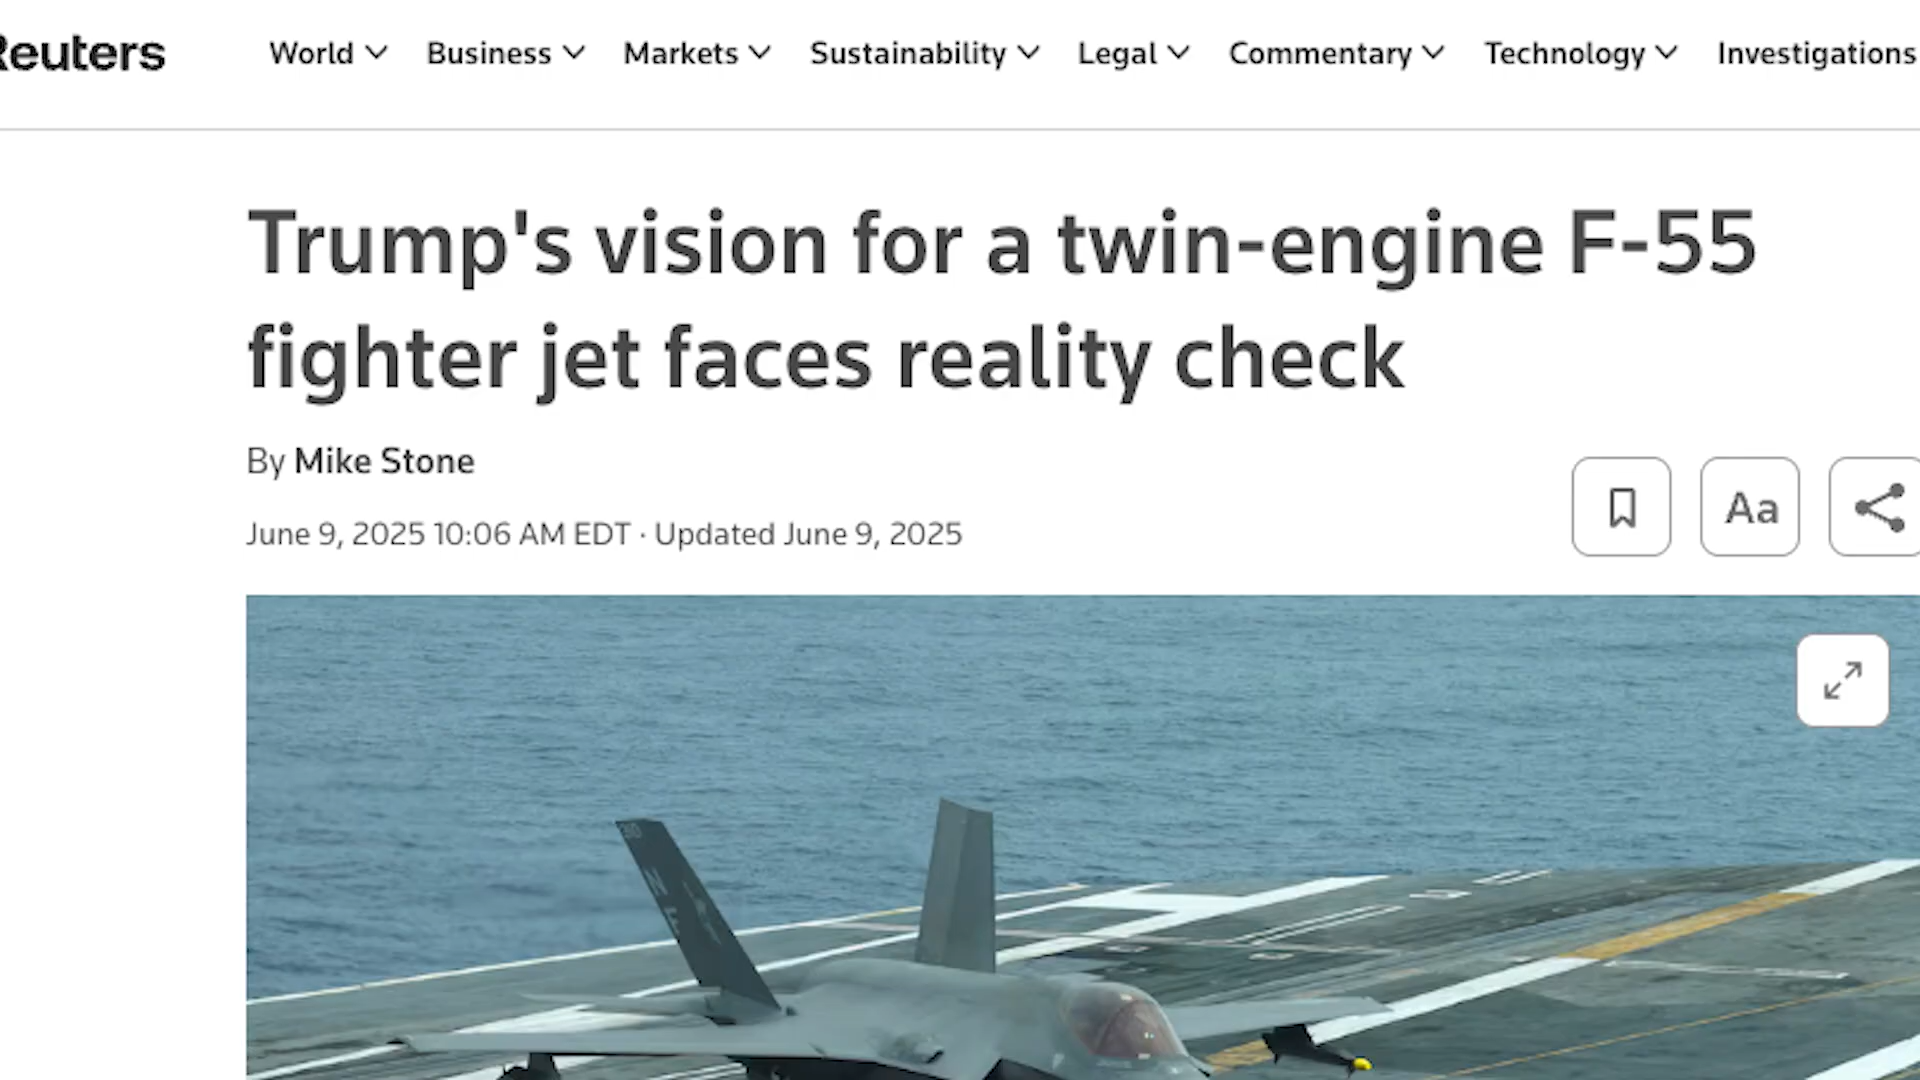 Reuters
World Business Markets Sustainability Legal Commentary Technology Investigations
Trump's vision for a twin-engine F-55
fighter jet faces reality check
By Mike Stone
June 9, 2025 10:06 AM EDT · Updated June 9, 2025
Aa